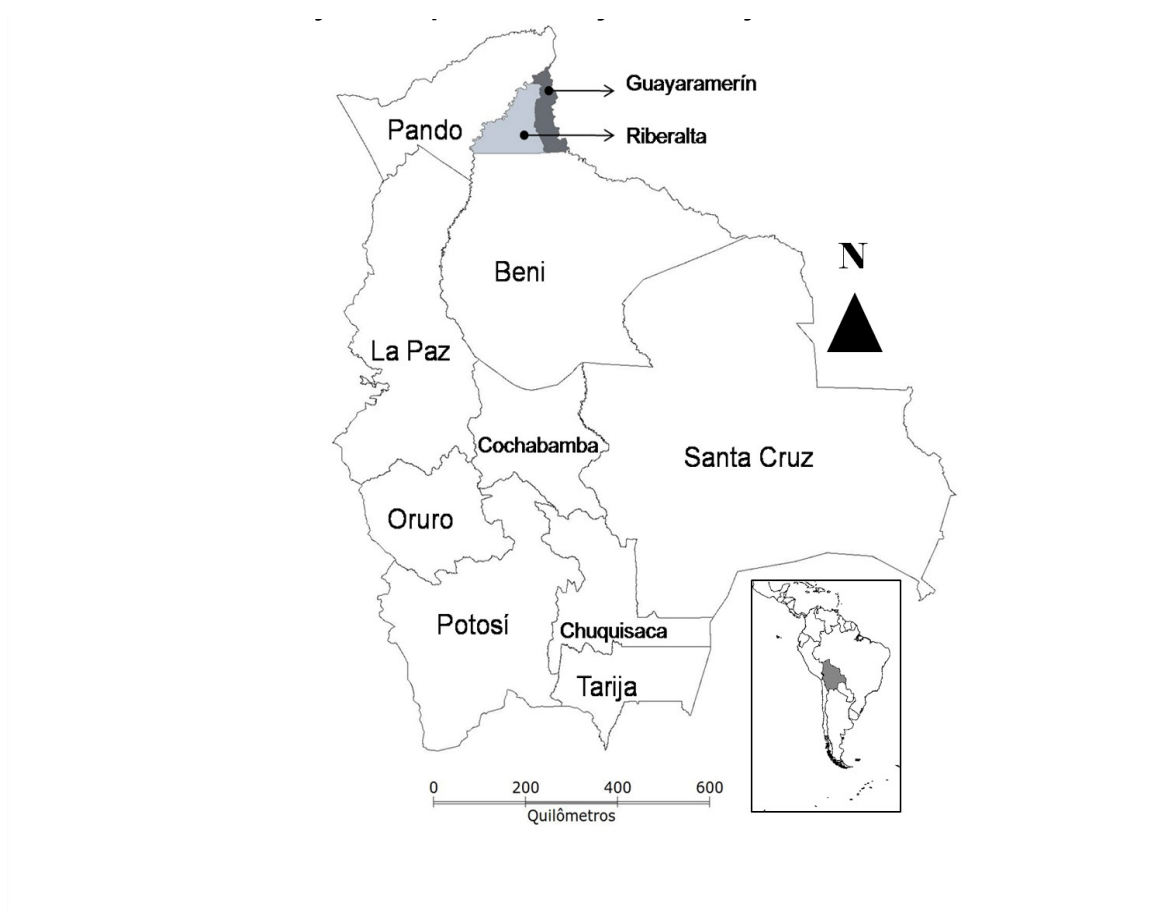 Guayaramerín
Pando
Riberalta
N
Beni
La Paz
Cochabamba
Santa Cruz
Oruro
Potosí
Chuquisaca
Tarija
0 200 400 600
Quilômetros